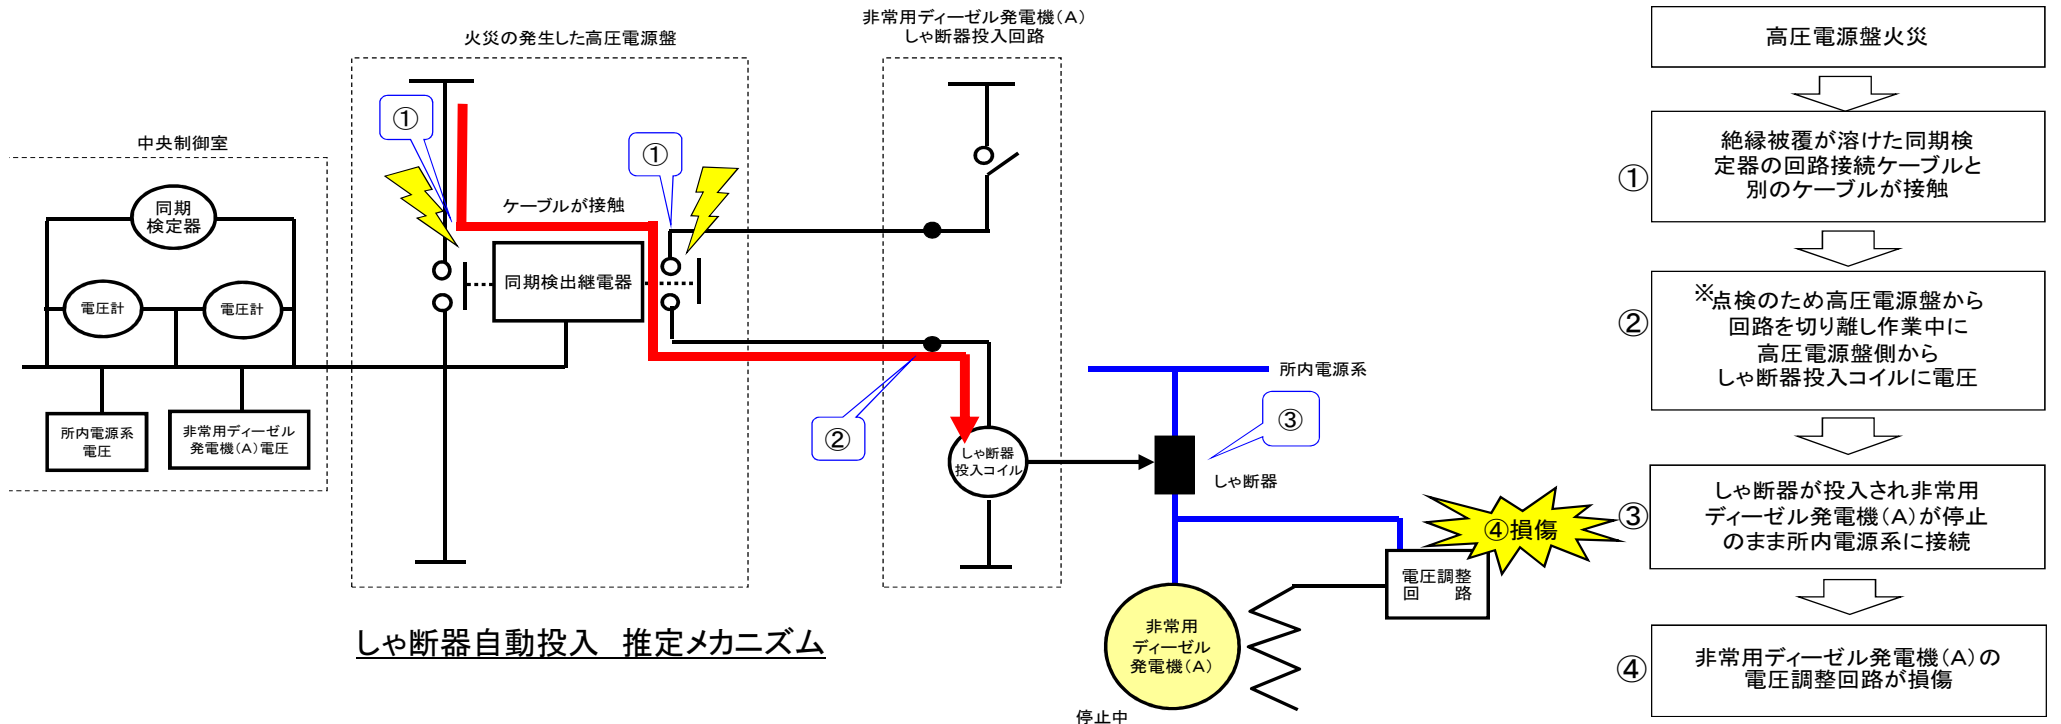 非常用ディーゼル発電機(A)
しゃ断器投入回路
火災の発生した高圧電源盤
中央制御室
①
①
同期
検定器
ケーブルが接触
電圧計
電圧計
同期検出継電器
所内電源系
電圧
非常用ディーゼル
発電機(A)電圧
②
しゃ断器
投入コイル
所内電源系
③
しゃ断器
④損傷
電圧調整
回　路
非常用
ディーゼル
発電機(A)
停止中
しゃ断器自動投入　推定メカニズム
高圧電源盤火災
①
絶縁被覆が溶けた同期検
定器の回路接続ケーブルと
別のケーブルが接触
②
※点検のため高圧電源盤から
回路を切り離し作業中に
高圧電源盤側から
しゃ断器投入コイルに電圧
③
しゃ断器が投入され非常用
ディーゼル発電機(A)が停止
のまま所内電源系に接続
④
非常用ディーゼル発電機(A)の
電圧調整回路が損傷